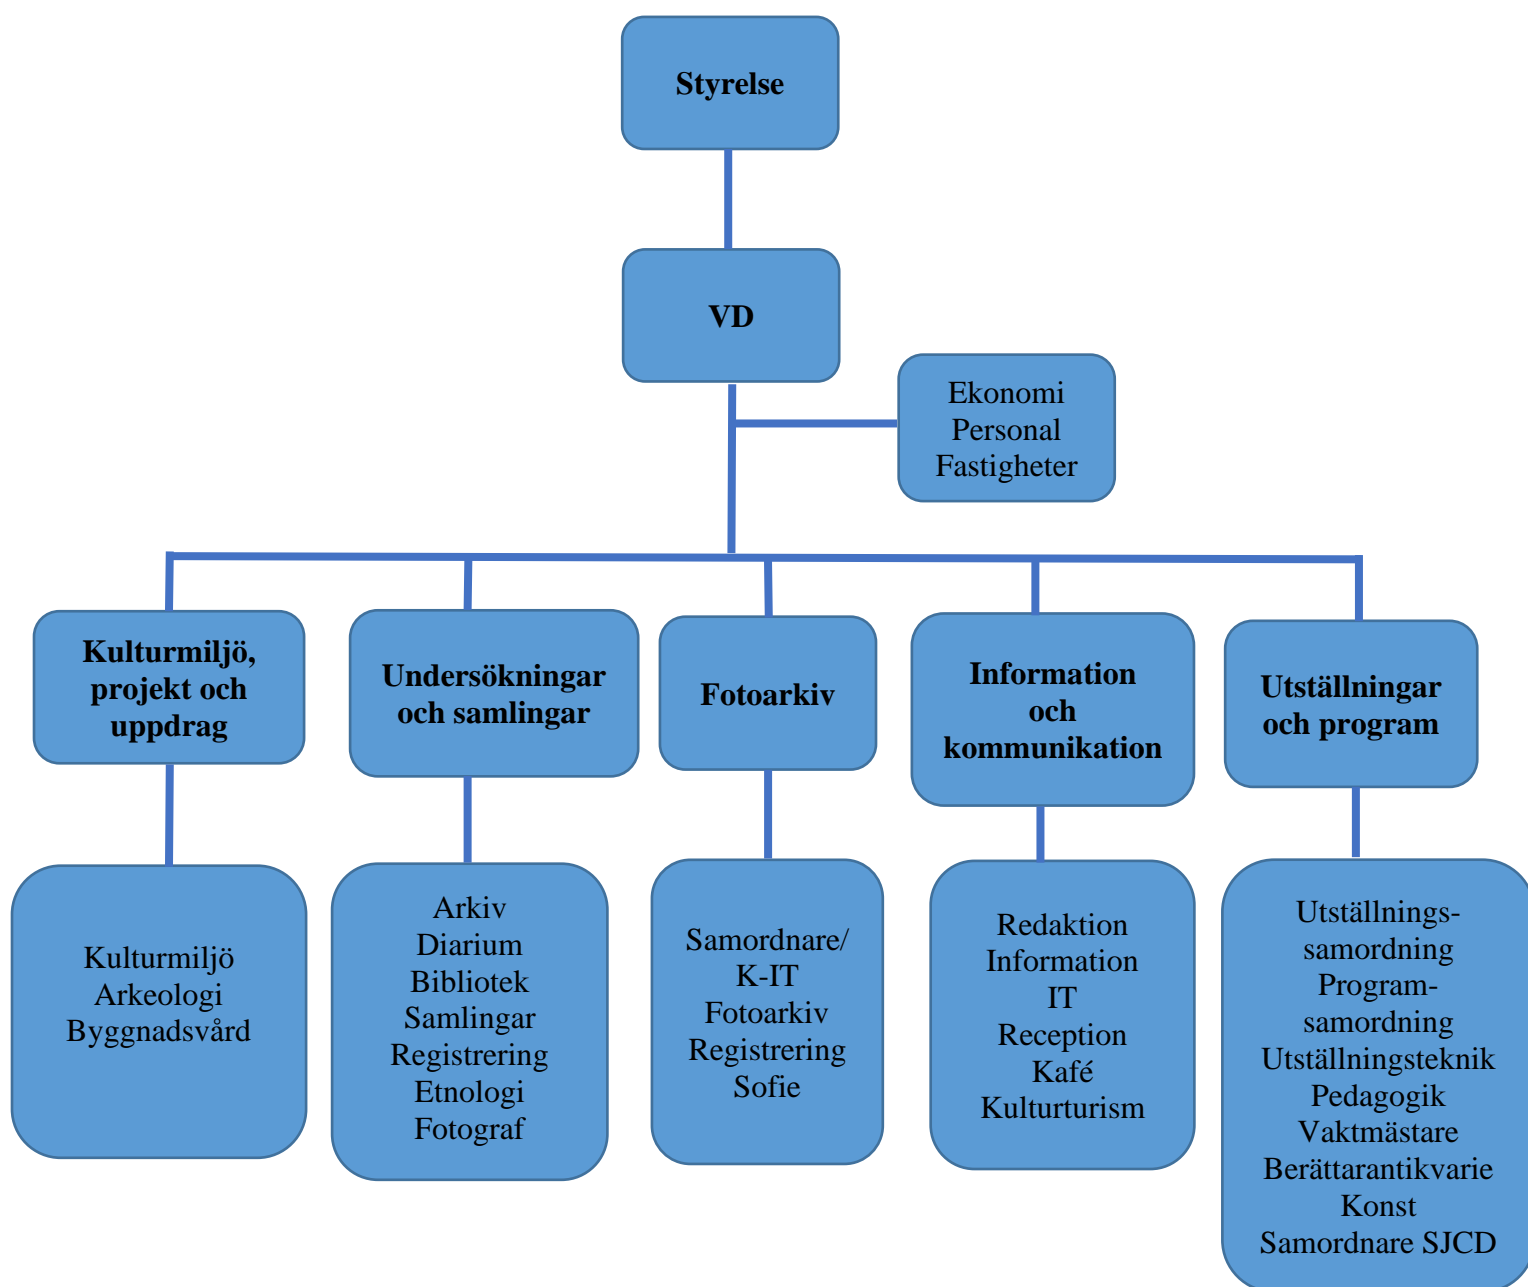 Styrelse
VD
Ekonomi
Personal
Fastigheter
Kulturmiljö,
projekt och
uppdrag
Undersökningar
och samlingar
Fotoarkiv
Information
och
kommunikation
Utställningar
och program
Kulturmiljö
Arkeologi
Byggnadsvård
Arkiv
Diarium
Bibliotek
Samlingar
Registrering
Etnologi
Fotograf
Samordnare/
K-IT
Fotoarkiv
Registrering
Sofie
Redaktion
Information
IT
Reception
Kafé
Kulturturism
Utställnings-
samordning
Program-
samordning
Utställningsteknik
Pedagogik
Vaktmästare
Berättarantikvarie
Konst
Samordnare SJCD